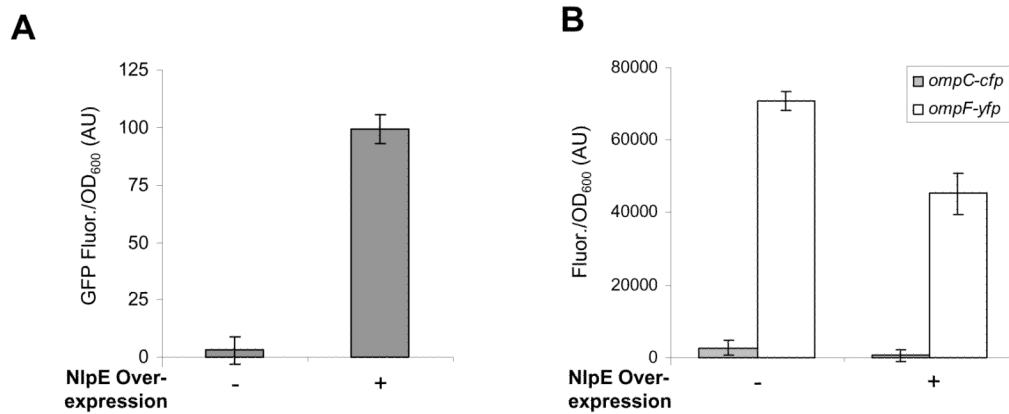 A
GFP Fluor./OD600 (AU)
125
100
75
50
25
0
NlpE Over-
expression
-
+
B
Fluor./OD600 (AU)
80000
60000
40000
20000
0
ompC-cfp
ompF-yfp
NlpE Over-
expression
-
+